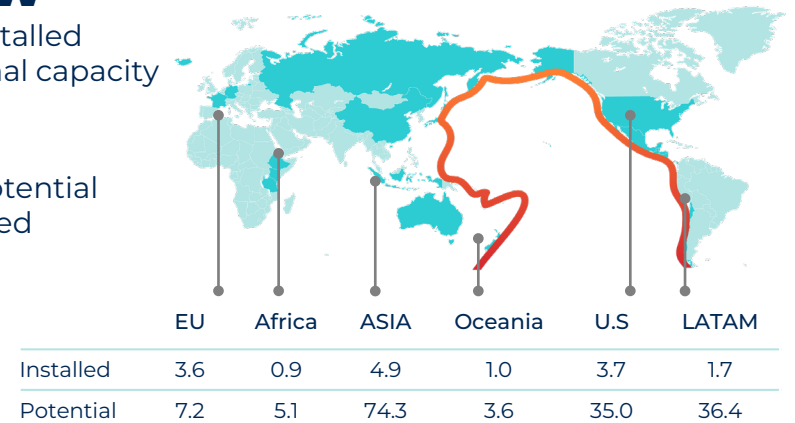 talled
al capacity
otential
ed
EU Africa ASIA Oceania U.S LATAM
Installed 3.6 0.9 4.9 1.0 3.7 1.7
Potential 7.2 5.1 74.3 3.6 35.0 36.4